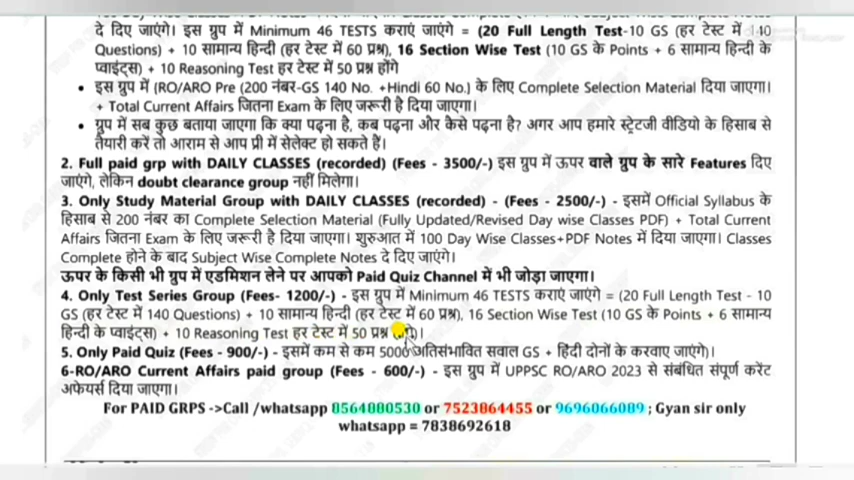 दे दिए जाएंगे। इस ग्रुप में Minimum 46 TESTS कराएं जाएंगे = (20 Full Length Test-10 GS (हर टेस्ट में 140
Questions) + 10 सामान्य हिन्दी (हर टेस्ट में 60 प्रश्न), 16 Section Wise Test (10 GS के Points + 6 सामान्य हिन्दी के
प्वाइंट्स) + 10 Reasoning Test हर टेस्ट में 50 प्रश्न होंगे
• इस ग्रुप में (RO/ARO Pre (200 नंबर-GS 140 No. +Hindi 60 No.) के लिए Complete Selection Material दिया जाएगा।
+ Total Current Affairs जितना Exam के लिए जरूरी है दिया जाएगा।
• ग्रुप में सब कुछ बताया जाएगा कि क्या पढ़ना है, कब पढ़ना और कैसे पढ़ना है? अगर आप हमारे स्ट्रेटजी वीडियो के हिसाब से
तैयारी करें तो आराम से आप प्री में सेलेक्ट हो सकते हैं।
2. Full paid grp with DAILY CLASSES (recorded) (Fees - 3500/-) इस ग्रुप में ऊपर वाले ग्रुप के सारे Features दिए
जाएंगे, लेकिन doubt clearance group नहीं मिलेगा।
3. Only Study Material Group with DAILY CLASSES (recorded) - (Fees - 2500/-) - इसमें Official Syllabus के
हिसाब से 200 नंबर का Complete Selection Material (Fully Updated/Revised Day wise Classes PDF) + Total Current
Affairs जितना Exam के लिए जरूरी है दिया जाएगा। शुरुआत में 100 Day Wise Classes+PDF Notes में दिया जाएगा। Classes
Complete होने के बाद Subject Wise Complete Notes दे दिए जाएंगे।
ऊपर के किसी भी ग्रुप में एडमिशन लेने पर आपको Paid Quiz Channel में भी जोड़ा जाएगा।
4. Only Test Series Group (Fees- 1200/-) - इस ग्रुप में Minimum 46 TESTS कराएं जाएंगे = (20 Full Length Test - 10
GS (हर टेस्ट में 140 Questions) + 10 सामान्य हिन्दी (हर टेस्ट में 60 प्रश्न), 16 Section Wise Test (10 GS के Points + 6 सामान्य
हिन्दी के प्वाइंट्स) + 10 Reasoning Test हर टेस्ट में 50 प्रश्न
5. Only Paid Quiz (Fees - 900/-) - इसमें कम से कम 5000 अतिसंभावित सवाल GS + हिंदी दोनों के करवाए जाएंगे)।
6-RO/ARO Current Affairs paid group (Fees - 600/-) - इस ग्रुप में UPPSC RO/ARO 2023 से संबंधित संपूर्ण करेंट
अफेयर्स दिया जाएगा।
For PAID GRPS ->Call /whatsapp 8564880530 or 7523864455 or 9696066089 ; Gyan sir only
whatsapp = 7838692618